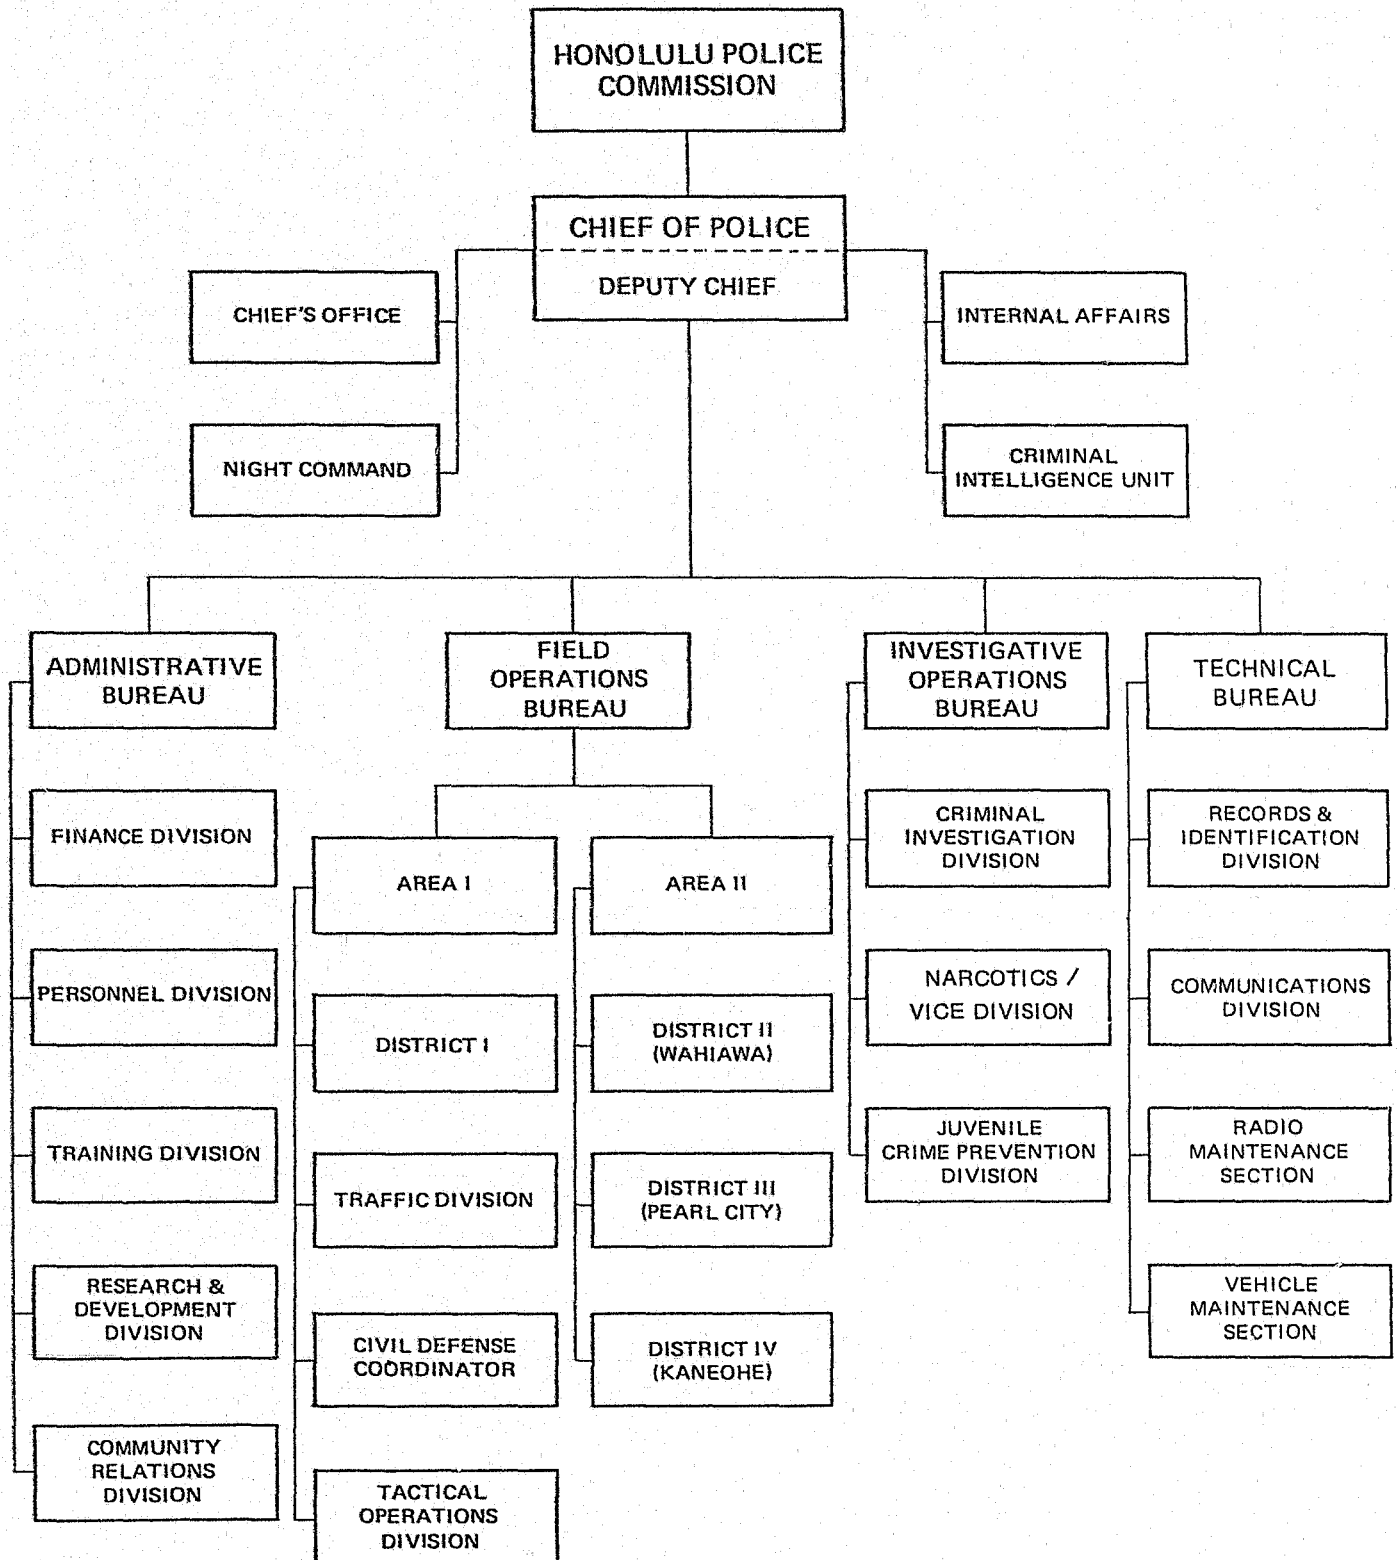 HONOLULU POLICE
COMMISSION
CHIEF OF POLICE
DEPUTY CHIEF
CHIEF'S OFFICE
INTERNAL AFFAIRS
NIGHT COMMAND
CRIMINAL
INTELLIGENCE UNIT
ADMINISTRATIVE
BUREAU
FIELD
OPERATIONS
BUREAU
INVESTIGATIVE
OPERATIONS
BUREAU
TECHNICAL
BUREAU
FINANCE DIVISION
PERSONNEL DIVISION
TRAINING DIVISION
RESEARCH &
DEVELOPMENT
DIVISION
COMMUNITY
RELATIONS
DIVISION
AREA I
DISTRICT I
TRAFFIC DIVISION
CIVIL DEFENSE
COORDINATOR
TACTICAL
OPERATIONS
DIVISION
AREA II
DISTRICT II
(WAHIAWA)
DISTRICT III
(PEARL CITY)
DISTRICT IV
(KANEOHE)
CRIMINAL
INVESTIGATION
DIVISION
NARCOTICS /
VICE DIVISION
JUVENILE
CRIME PREVENTION
DIVISION
RECORDS &
IDENTIFICATION
DIVISION
COMMUNICATIONS
DIVISION
RADIO
MAINTENANCE
SECTION
VEHICLE
MAINTENANCE
SECTION